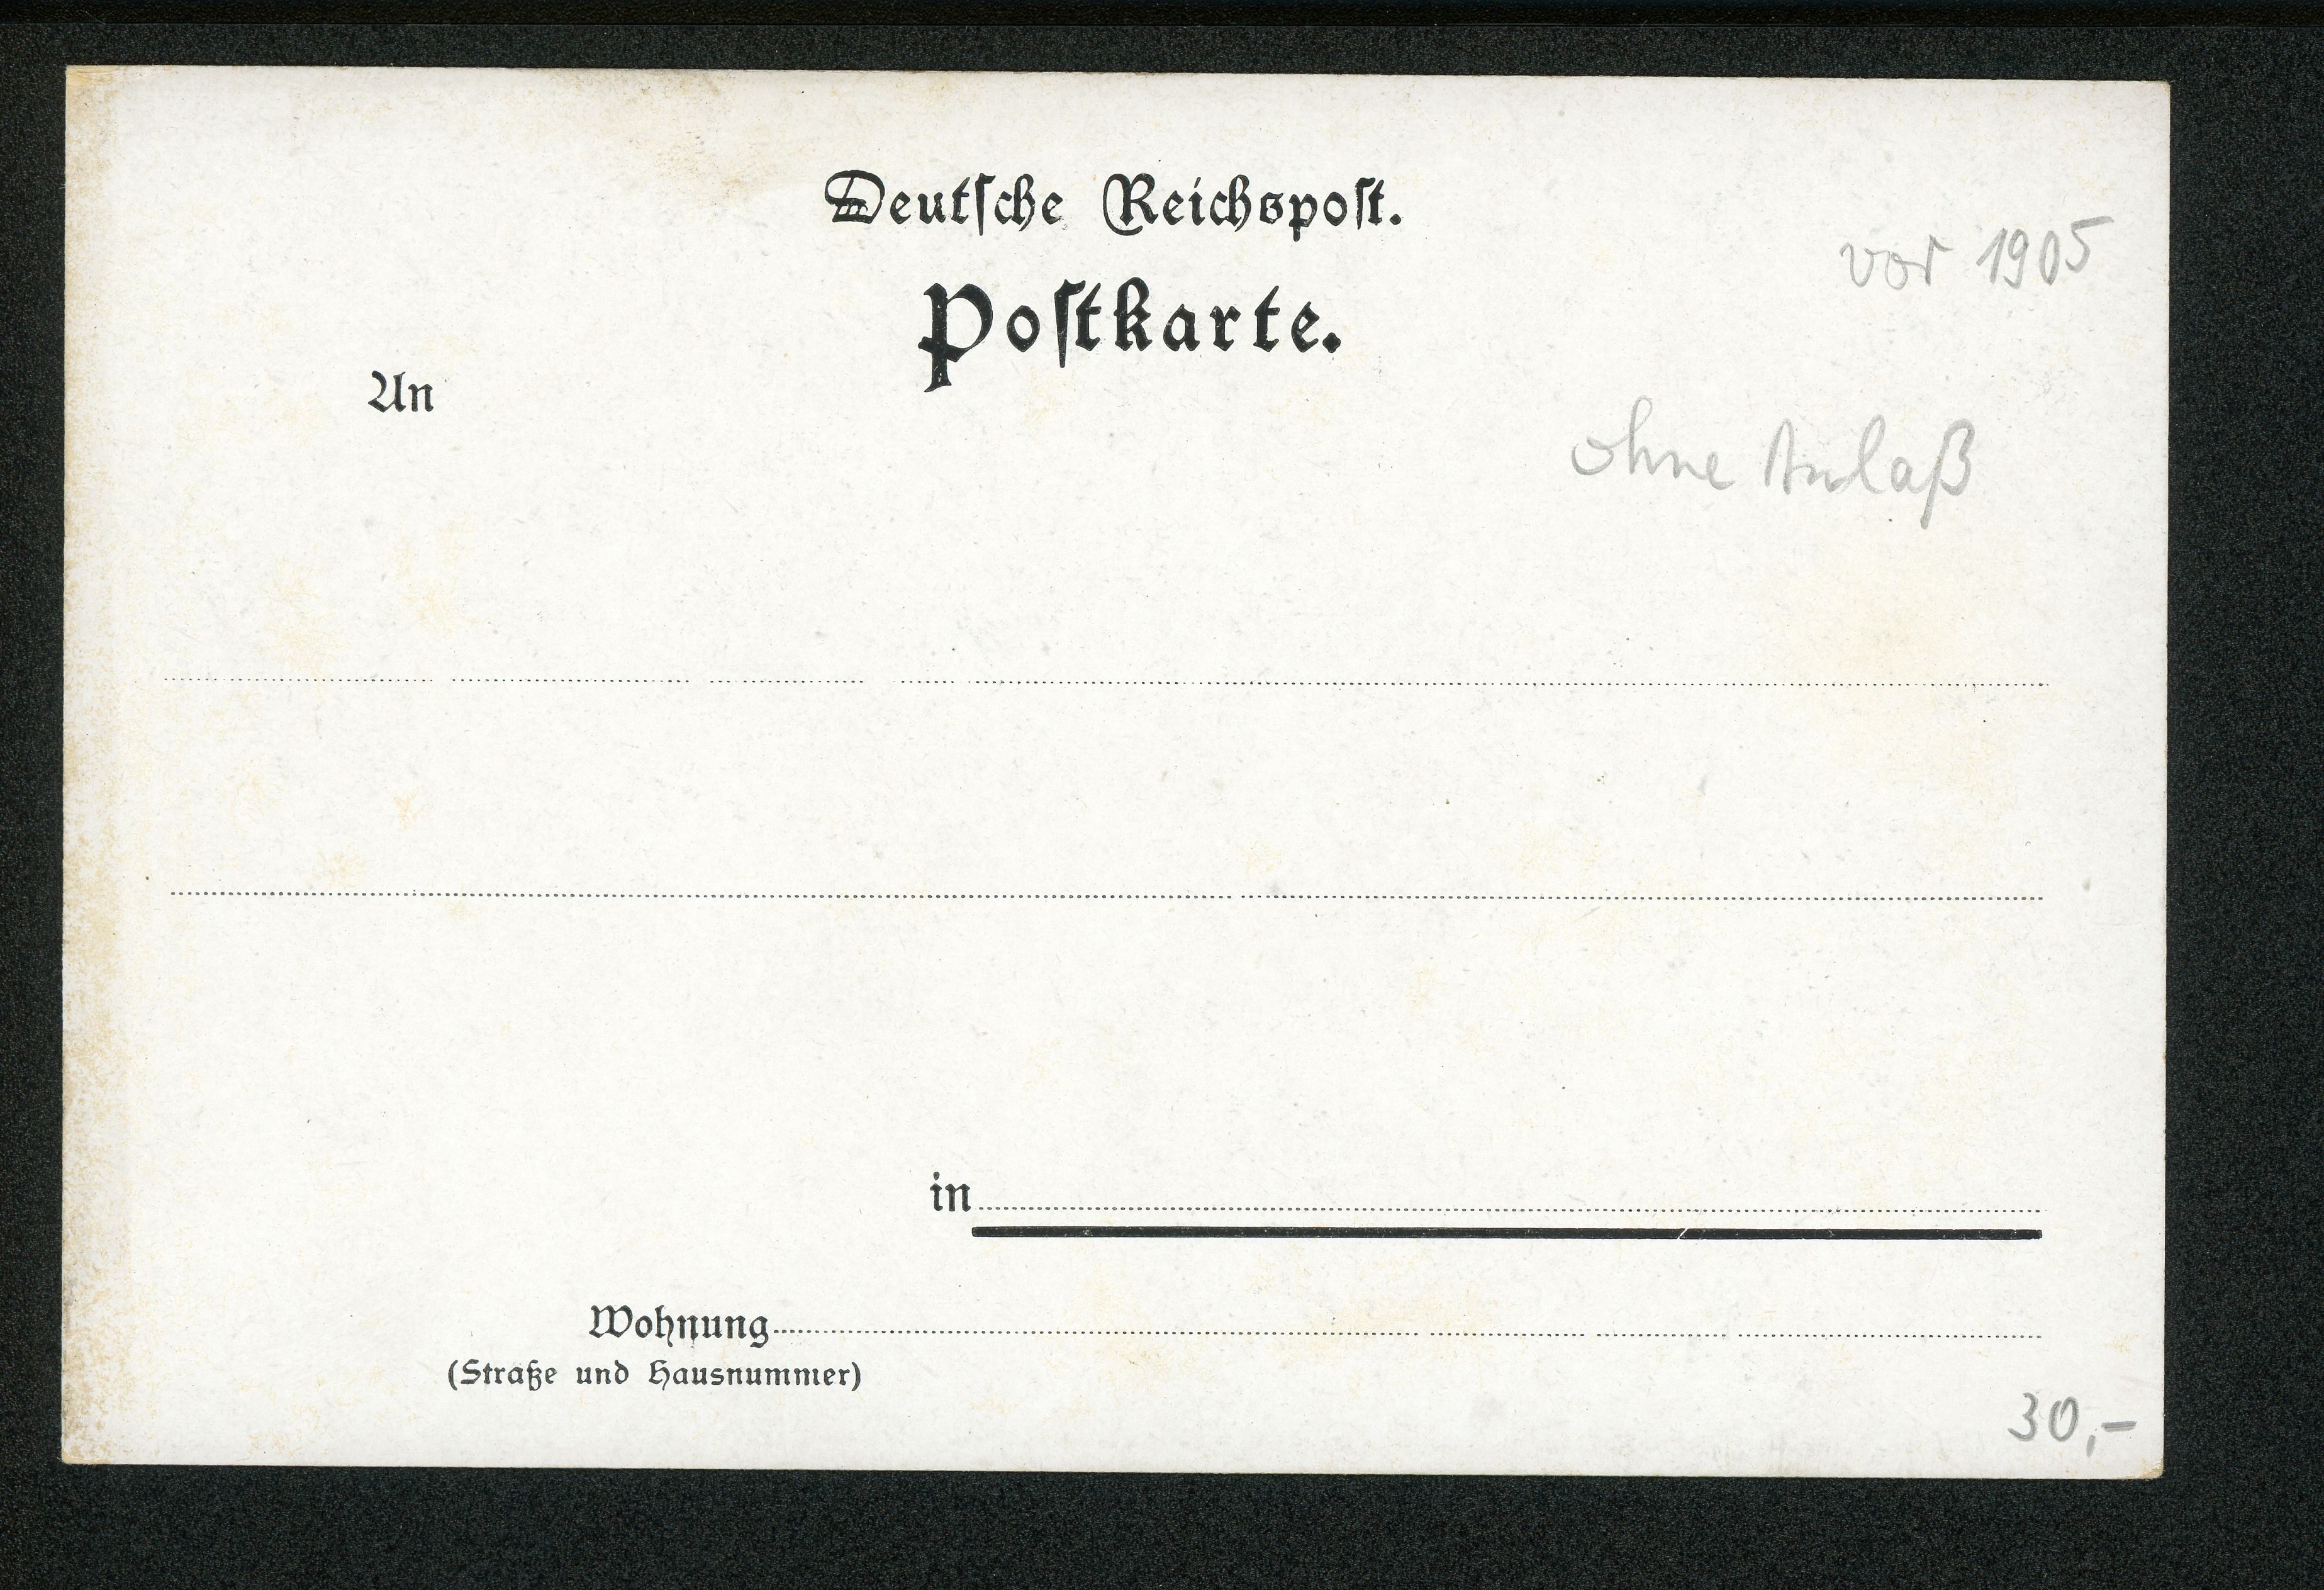 Deutſche Reichspoſt.
vor 1905
Poſtkarte.
An
ohne Anlaß
in
Wohnung
(Straße und Hausnummer)
30,-